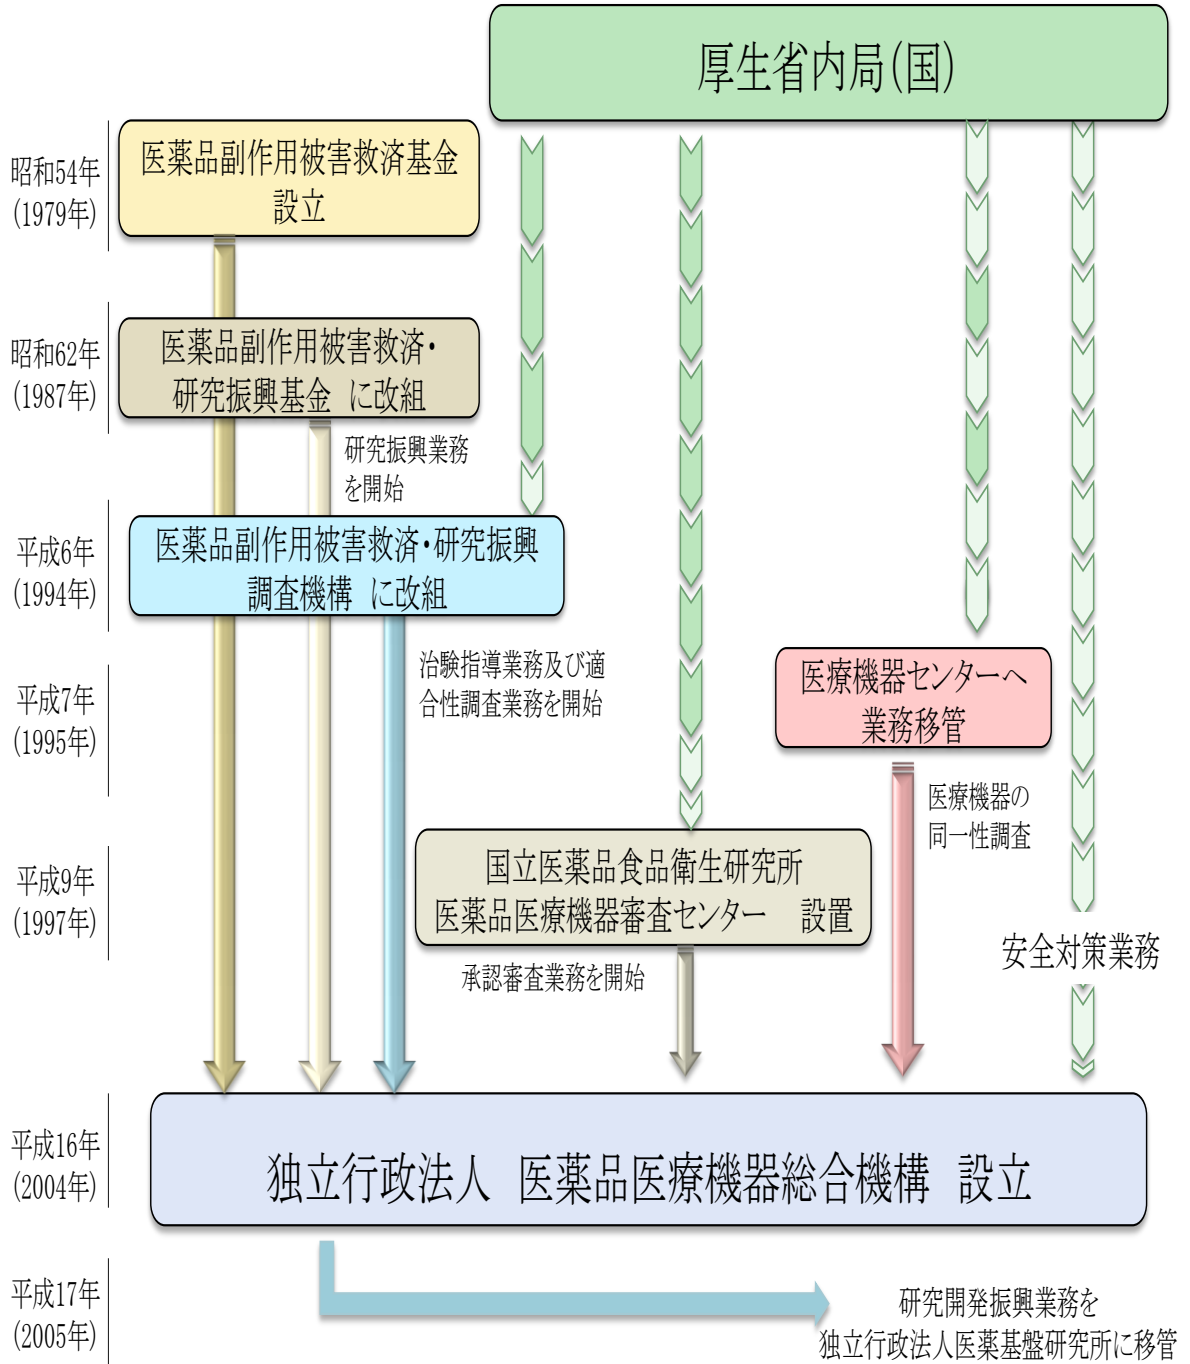 厚生省内局(国)
昭和54年
(1979年)
医薬品副作用被害救済基金
設立
昭和62年
(1987年)
医薬品副作用被害救済・
研究振興基金 に改組
研究振興業務
を開始
平成6年
(1994年)
医薬品副作用被害救済・研究振興
調査機構 に改組
治験指導業務及び適
合性調査業務を開始
平成7年
(1995年)
医療機器センターへ
業務移管
医療機器の
同一性調査
平成9年
(1997年)
国立医薬品食品衛生研究所
医薬品医療機器審査センター 設置
承認審査業務を開始
安全対策業務
平成16年
(2004年)
独立行政法人 医薬品医療機器総合機構 設立
平成17年
(2005年)
研究開発振興業務を
独立行政法人医薬基盤研究所に移管